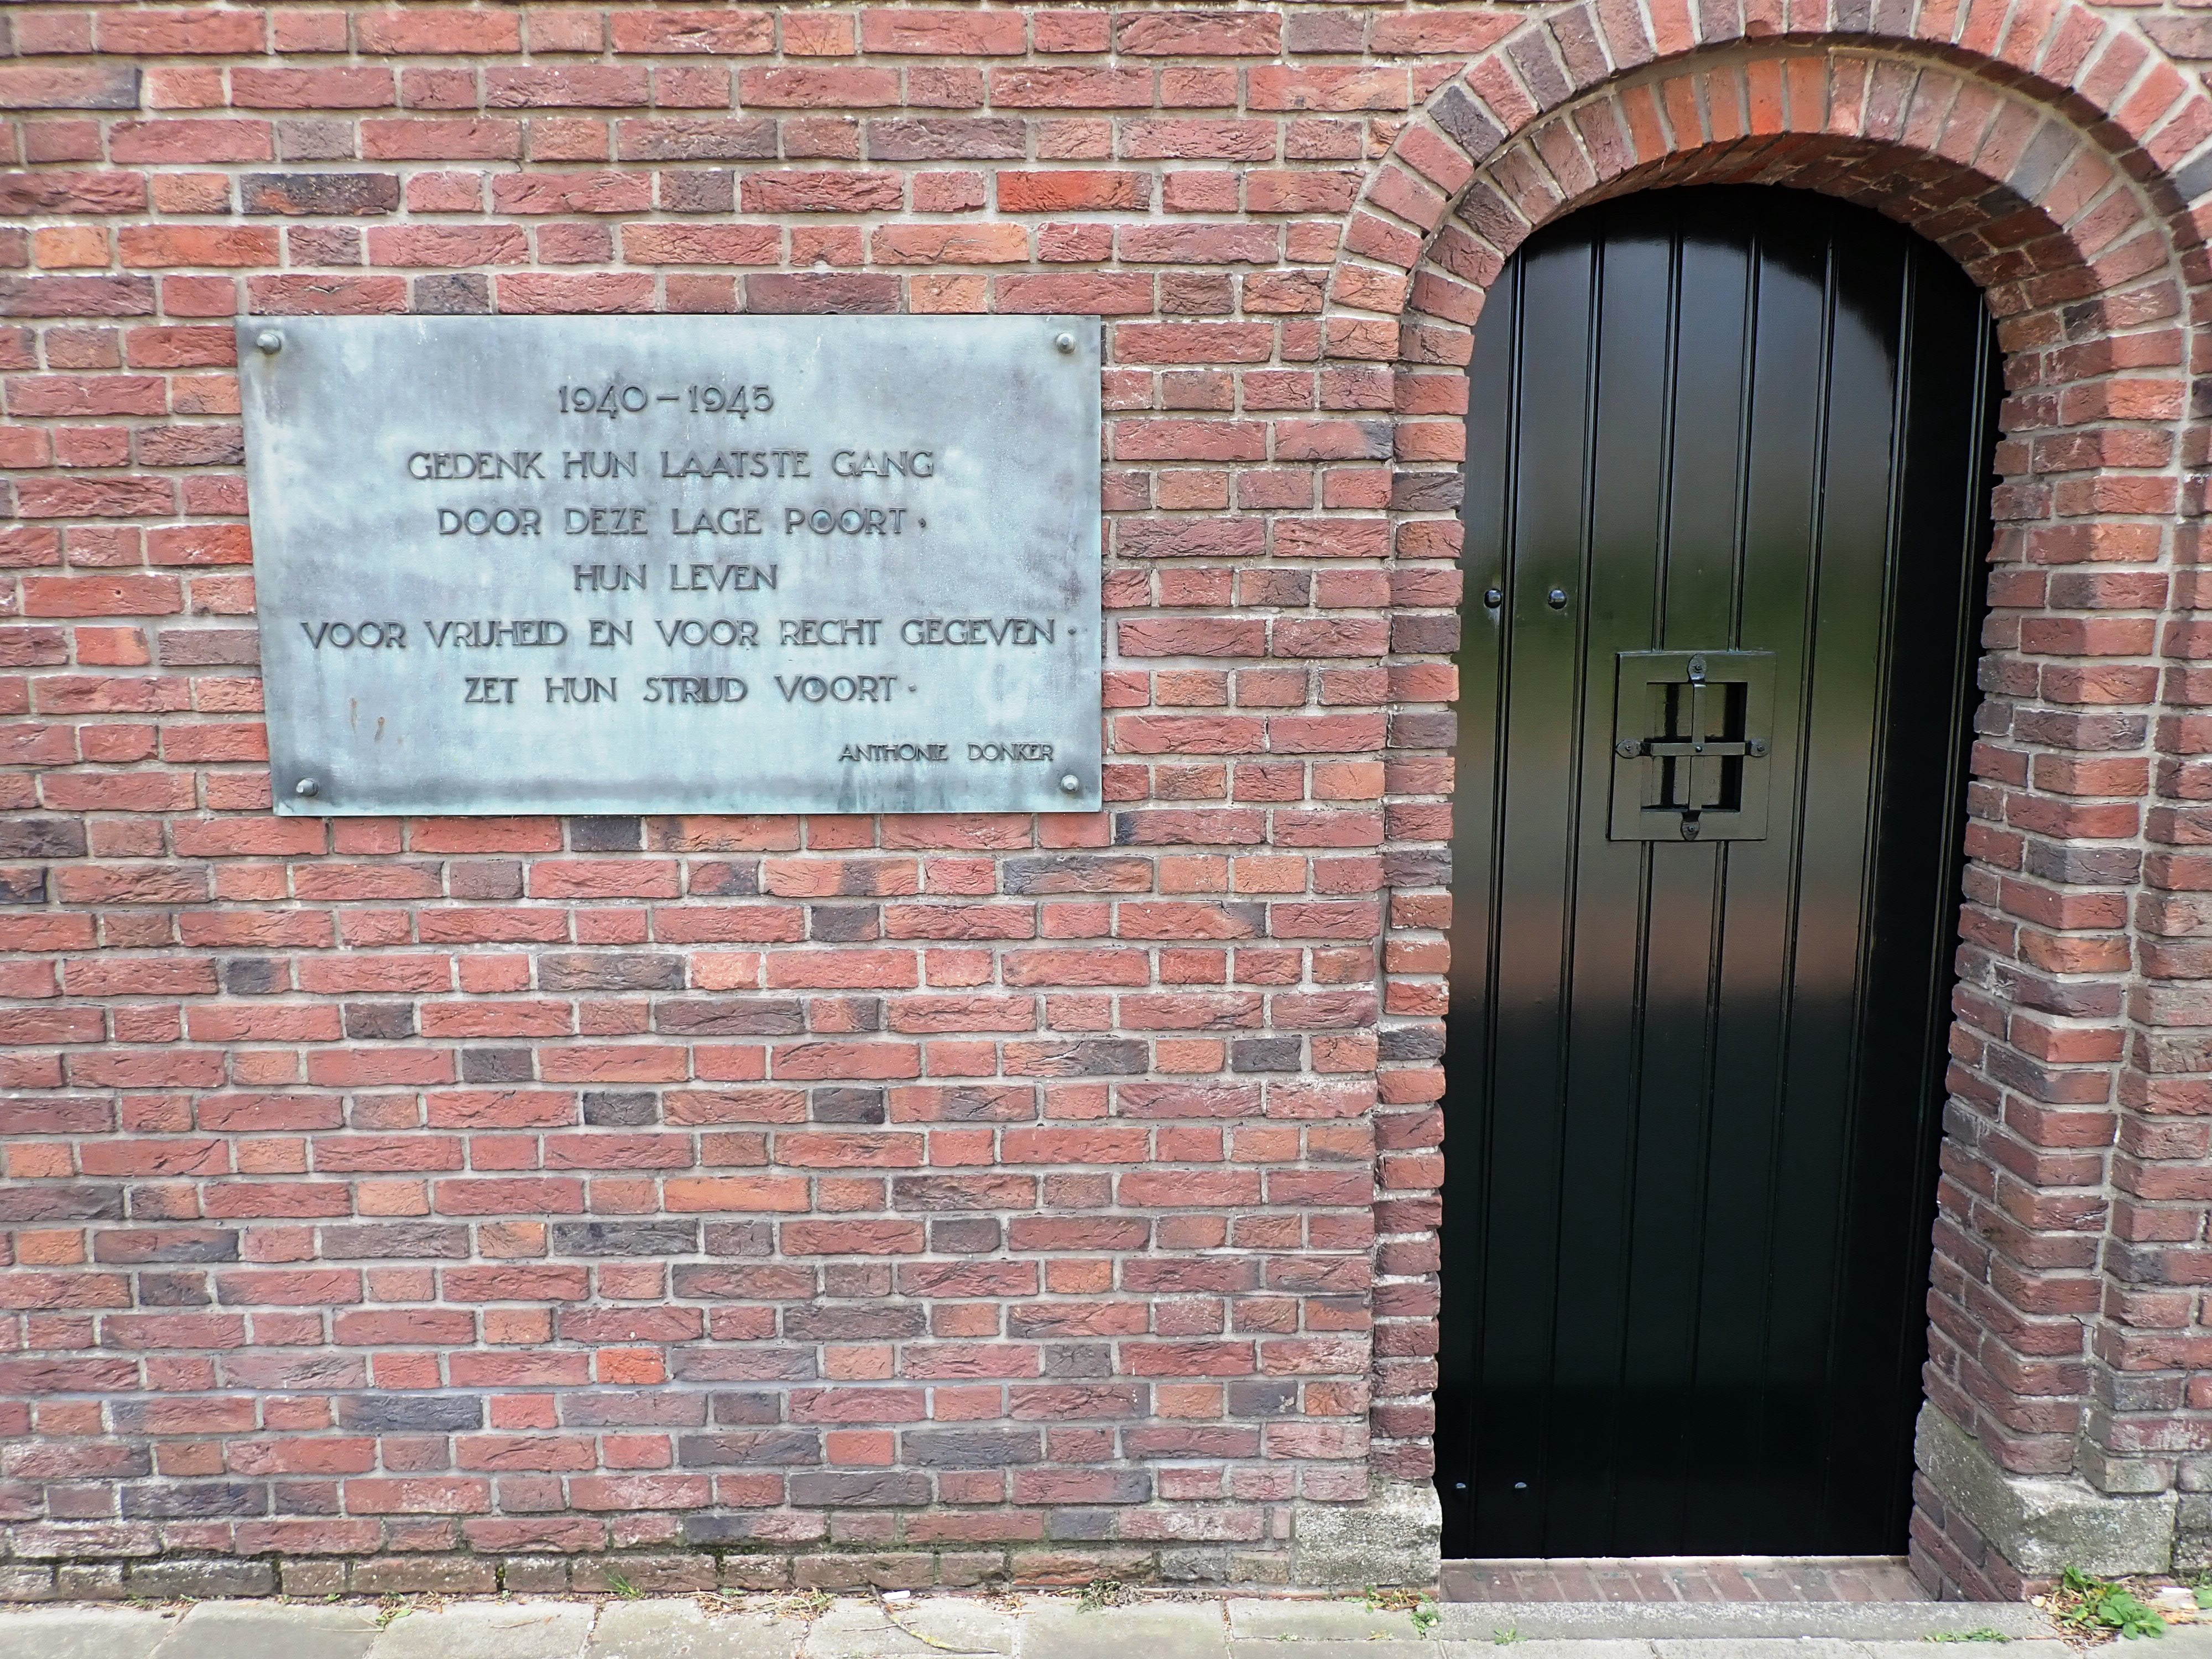 1940-1945
GEDENK HUN LAATSTE GANG
DOOR DEZE LAGE POORT.
HUN LEVEN
VOOR VRIJHEID EN VOOR RECHT GEGEVEN.
ZET HUN STRIJD VOORT.
ANTHONIE DONKER